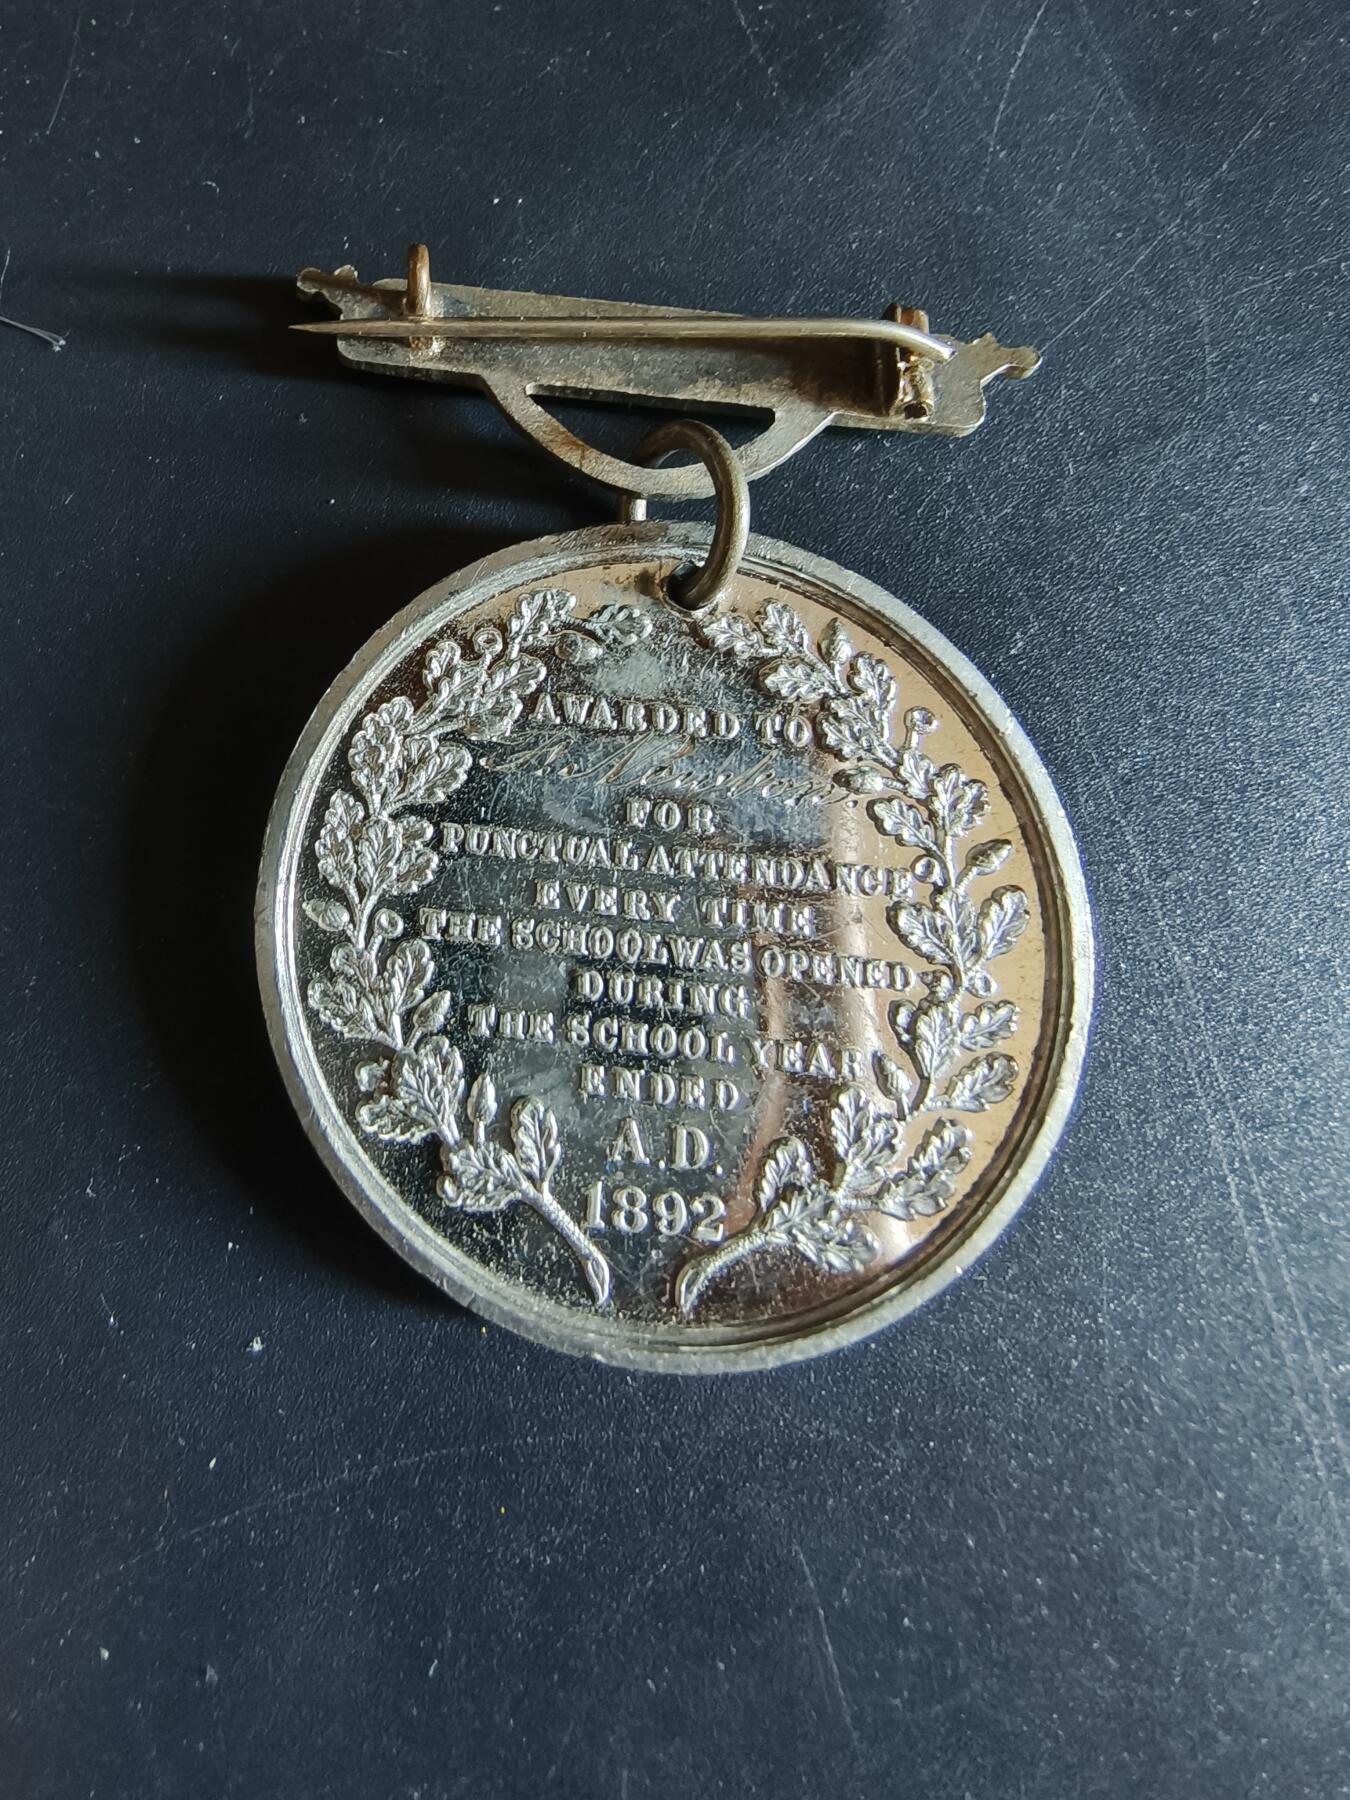 AWARDED TO
FOR
PUNCTUAL ATTENDANCE
EVERY TIME
THE SCHOOL WAS OPENED
DURING
THE SCHOOL YEAR
ENDED
A.D.
1892